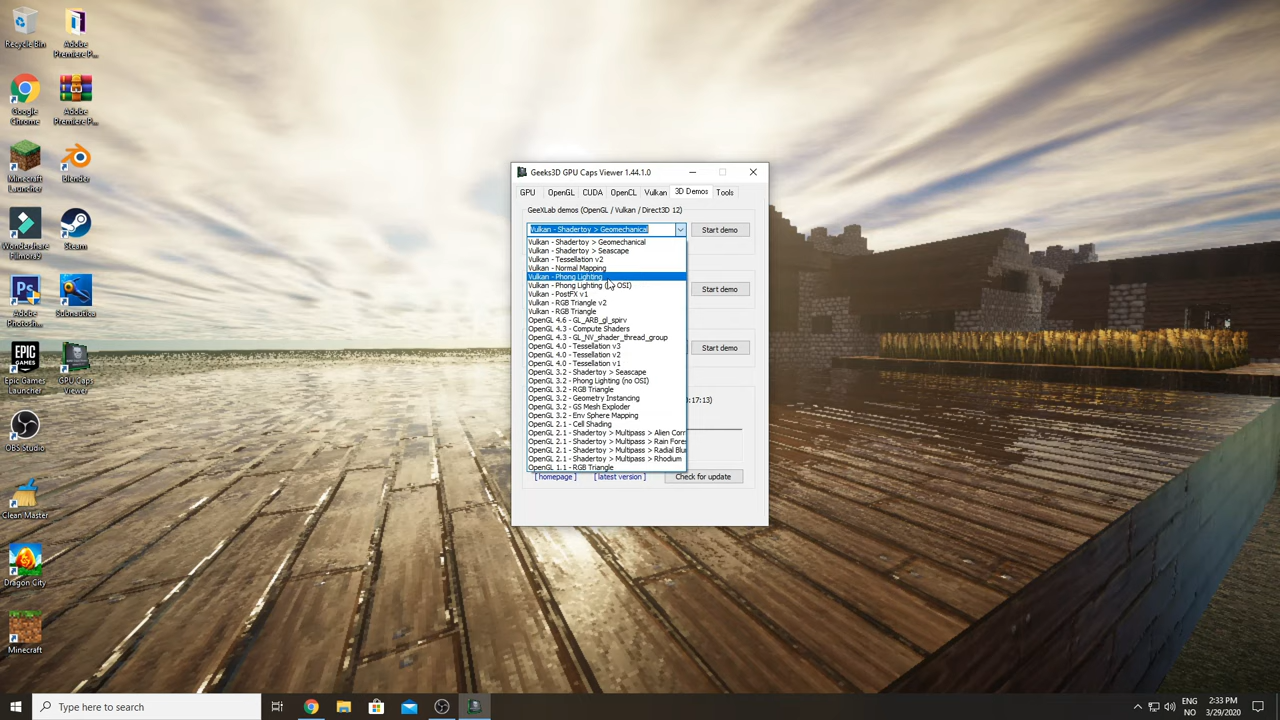 Recycle Bin
Adobe
Premiere P...
Google
Chrome
Adobe
Premiere P...
Minecraft
Launcher
Blender
Wondershare
Filmora9
Steam
Adobe
Photosh...
Subnautica
Epic Games
Launcher
GPU Caps
Viewer
OBS Studio
Clean Master
Dragon City
Minecraft
Geeks3D GPU Caps Viewer 1.44.1.0
GPU OpenGL CUDA OpenCL Vulkan 3D Demos Tools
GeeXLab demos (OpenGL / Vulkan / Direct3D 12)
Vulkan - Shadertoy > Geomechanical
Start demo
Vulkan - Shadertoy > Geomechanical
Vulkan - Shadertoy > Seascape
Vulkan - Tessellation v2
Vulkan - Normal Mapping
Vulkan - Phong Lighting
Vulkan - Phong Lighting (no OSI)
Vulkan - PostFX v1
Vulkan - RGB Triangle v2
Vulkan - RGB Triangle
OpenGL 4.6 - GL_ARB_gl_spirv
OpenGL 4.3 - Compute Shaders
OpenGL 4.3 - GL_NV_shader_thread_group
OpenGL 4.0 - Tessellation v3
OpenGL 4.0 - Tessellation v2
OpenGL 4.0 - Tessellation v1
OpenGL 3.2 - Shadertoy > Seascape
OpenGL 3.2 - Phong Lighting (no OSI)
OpenGL 3.2 - RGB Triangle
OpenGL 3.2 - Geometry Instancing
OpenGL 3.2 - GS Mesh Exploder
OpenGL 3.2 - Env Sphere Mapping
OpenGL 2.1 - Cell Shading
OpenGL 2.1 - Shadertoy > Multipass > Alien Corr
OpenGL 2.1 - Shadertoy > Multipass > Rain Fores
OpenGL 2.1 - Shadertoy > Multipass > Radial Blu
OpenGL 2.1 - Shadertoy > Multipass > Rhodium
OpenGL 1.1 - RGB Triangle
Start demo
Start demo
:17:13)
[ homepage ] [ latest version ] Check for update
Type here to search
ENG
NO
2:33 PM
3/29/2020